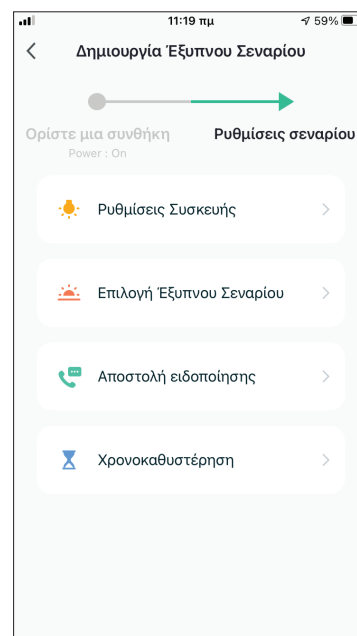 11:19 πμ 59%
Δημιουργία Έξυπνου Σεναρίου
Ορίστε μια συνθήκη Ρυθμίσεις σεναρίου
Power : On
Ρυθμίσεις Συσκευής
Επιλογή Έξυπνου Σεναρίου
Αποστολή ειδοποίησης
Χρονοκαθυστέρηση